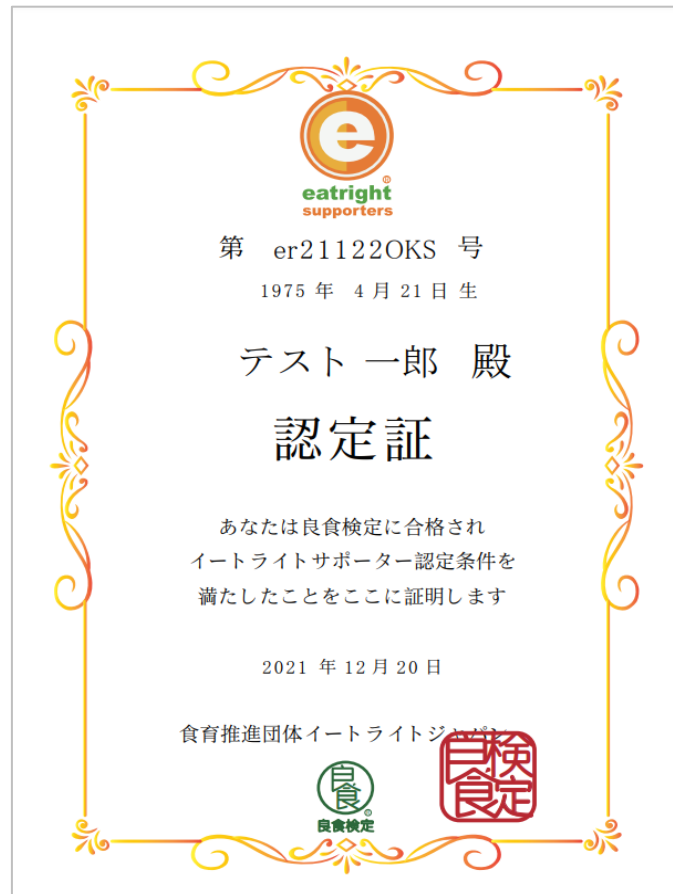 e
eatright
supporters
第 er21122OKS 号
1975 年 4 月 21 日 生
テスト 一郎 殿
認定証
あなたは良食検定に合格され
イートライトサポーター認定条件を
満たしたことをここに証明します
2021 年 12 月 20 日
食育推進団体イートライトジャパン
良食
良食検定
良食検定